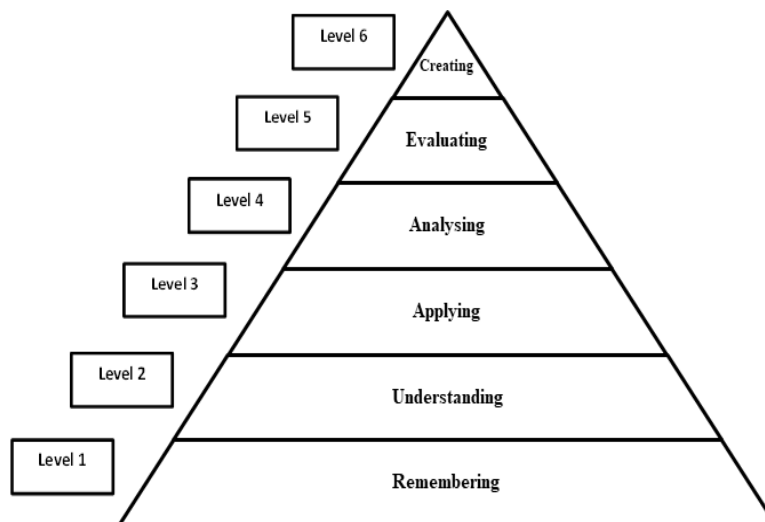 Level 6
Creating
Level 5
Evaluating
Level 4
Analysing
Level 3
Applying
Level 2
Understanding
Level 1
Remembering